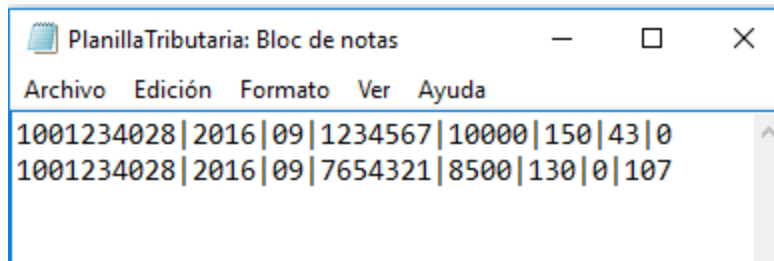 PlanillaTributaria: Bloc de notas
Archivo Edición Formato Ver Ayuda
1001234028|2016|09|1234567|10000|150|43|0
1001234028|2016|09|7654321|8500|130|0|107